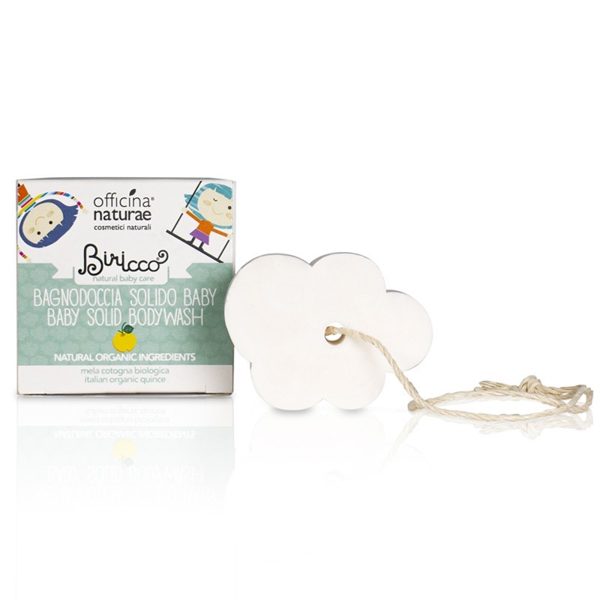 officina®
naturae
cosmetici naturali
Biricco
natural baby care
BAGNODOCCIA SOLIDO BABY
BABY SOLID BODYWASH
NATURAL ORGANIC INGREDIENTS
mela cotogna biologica
italian organic quince